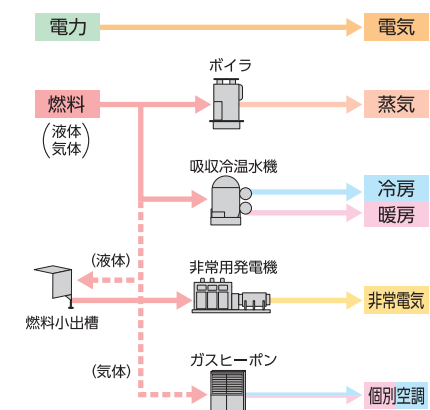 電力
電気
ボイラ
燃料
(液体
気体)
蒸気
吸収冷温水機
冷房
暖房
(液体)
非常用発電機
燃料小出槽
非常電気
(気体)
ガスヒーポン
個別空調